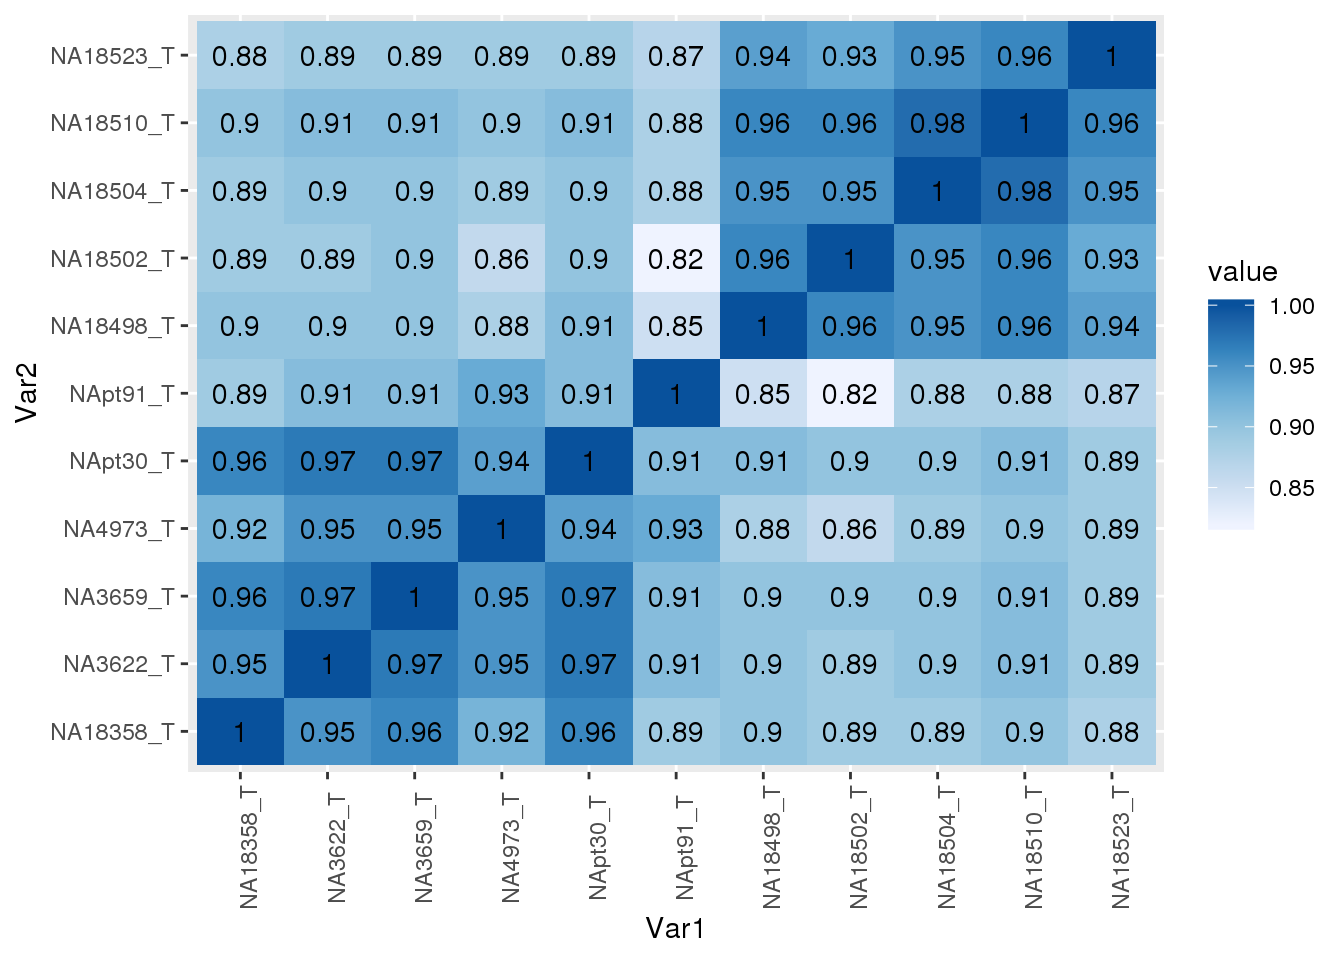 NA18523_T 0.88 0.89 0.89 0.89 0.89 0.87 0.94 0.93 0.95 0.96 1
NA18510_T 0.9 0.91 0.91 0.9 0.91 0.88 0.96 0.96 0.98 1 0.96
NA18504_T 0.89 0.9 0.9 0.89 0.9 0.88 0.95 0.95 1 0.98 0.95
NA18502_T 0.89 0.89 0.9 0.86 0.9 0.82 0.96 1 0.95 0.96 0.93
NA18498_T 0.9 0.9 0.9 0.88 0.91 0.85 1 0.96 0.95 0.96 0.94
NApt91_T 0.89 0.91 0.91 0.93 0.91 1 0.85 0.82 0.88 0.88 0.87
NApt30_T 0.96 0.97 0.97 0.94 1 0.91 0.91 0.9 0.9 0.91 0.89
NA4973_T 0.92 0.95 0.95 1 0.94 0.93 0.88 0.86 0.89 0.9 0.89
NA3659_T 0.96 0.97 1 0.95 0.97 0.91 0.9 0.9 0.9 0.91 0.89
NA3622_T 0.95 1 0.97 0.95 0.97 0.91 0.9 0.89 0.9 0.91 0.89
NA18358_T 1 0.95 0.96 0.92 0.96 0.89 0.9 0.89 0.89 0.9 0.88
Var2
NA18358_T
NA3622_T
NA3659_T
NA4973_T
NApt30_T
NApt91_T
NA18498_T
NA18502_T
NA18504_T
NA18510_T
NA18523_T
Var1
value
1.00
0.95
0.90
0.85